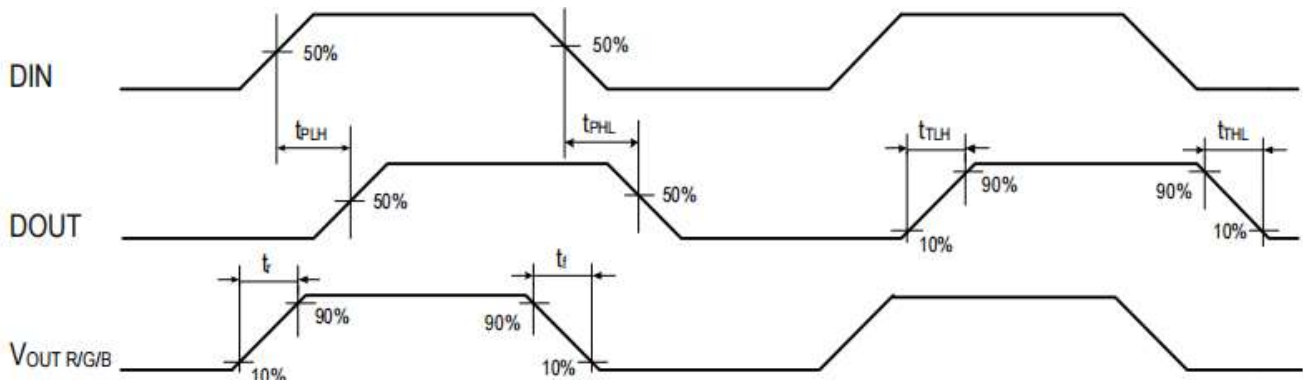 DIN
50%
50%
tPLH
tPHL
tTLH
tTHL
DOUT
50%
50%
90%
10%
90%
10%
tr
tf
VOUT R/G/B
90%
10%
90%
10%